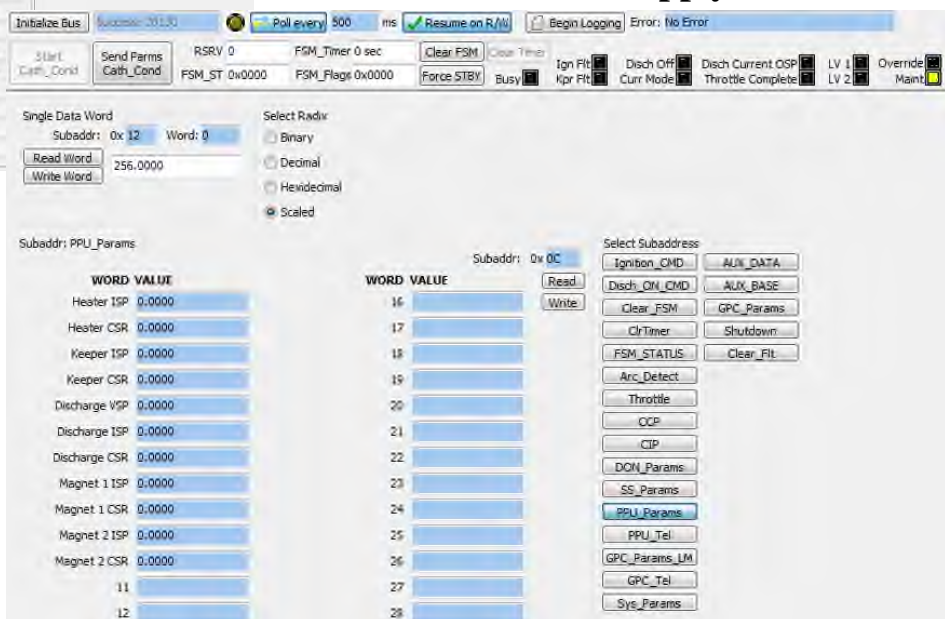 Initialize Bus Poll every 500 ms Resume on R/W Begin Logging Error: No Error
Start Cath_Cond Send Parms Cath_Cond RSRV 0 FSM_Timer 0 sec Clear FSM Clear Timer
FSM_ST 0x0000 FSM_Flags 0x0000 Force STBY Busy
Ign Flt Disch Off Disch Current OSP LV 1 Override
Kpr Flt Curr Mode Throttle Complete LV 2 Maint
Single Data Word Select Radix
Subaddr: 0x 12 Word: 0 Binary
Read Word 256.0000 Decimal
Write Word Hexidecimal
Scaled
Subaddr: PPU_Params Subaddr: 0x 0C Select Subaddress
WORD VALUE WORD VALUE Read Ignition_CMD AUX_DATA
Heater ISP 0.0000 16 Write Disch_ON_CMD AUX_BASE
Heater CSR 0.0000 17 Clear_FSM GPC_Params
Keeper ISP 0.0000 18 ClrTimer Shutdown
Keeper CSR 0.0000 19 FSM_STATUS Clear_Flt
Discharge VSP 0.0000 20 Arc_Detect
Discharge ISP 0.0000 21 Throttle
Discharge CSR 0.0000 22 CCP
Magnet 1 ISP 0.0000 23 CIP
Magnet 1 CSR 0.0000 24 DON_Params
Magnet 2 ISP 0.0000 25 SS_Params
Magnet 2 CSR 0.0000 26 PPU_Params
11 27 PPU_Tel
12 28 GPC_Params_LM
GPC_Tel
Sys_Params